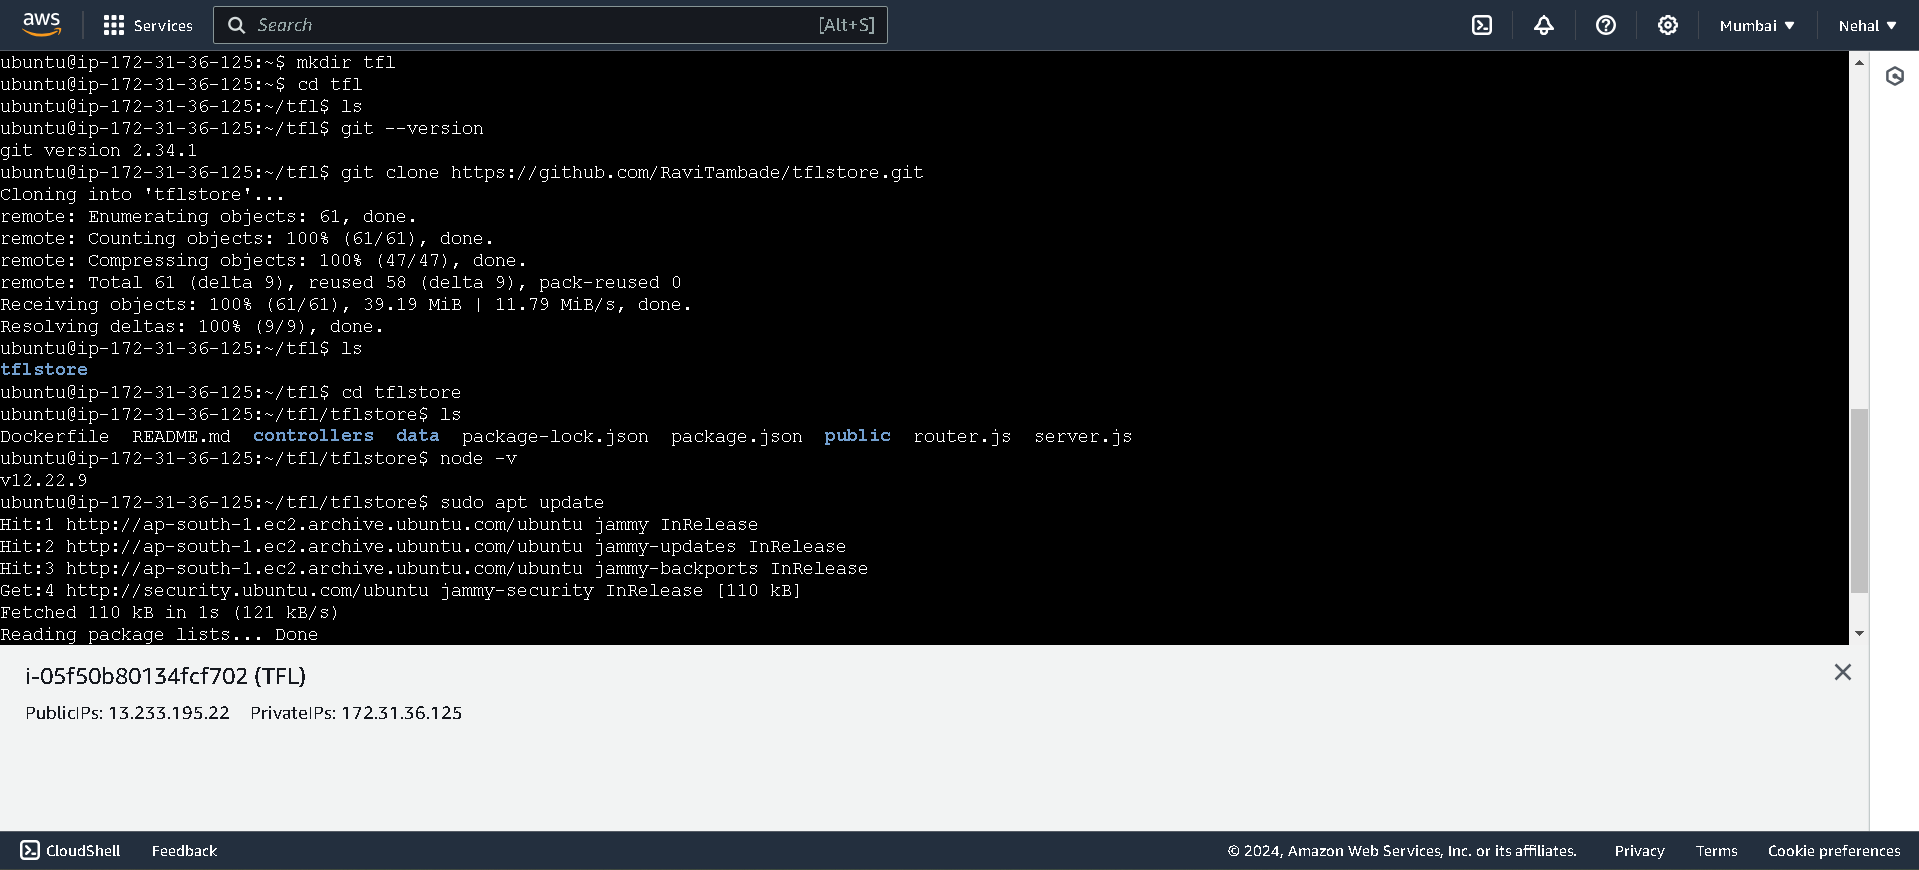 aws Services Search [Alt+S] Mumbai ▼ Nehal ▼
ubuntu@ip-172-31-36-125:~$ mkdir tfl
ubuntu@ip-172-31-36-125:~$ cd tfl
ubuntu@ip-172-31-36-125:~/tfl$ ls
ubuntu@ip-172-31-36-125:~/tfl$ git --version
git version 2.34.1
ubuntu@ip-172-31-36-125:~/tfl$ git clone https://github.com/RaviTambade/tflstore.git
Cloning into 'tflstore'...
remote: Enumerating objects: 61, done.
remote: Counting objects: 100% (61/61), done.
remote: Compressing objects: 100% (47/47), done.
remote: Total 61 (delta 9), reused 58 (delta 9), pack-reused 0
Receiving objects: 100% (61/61), 39.19 MiB | 11.79 MiB/s, done.
Resolving deltas: 100% (9/9), done.
ubuntu@ip-172-31-36-125:~/tfl$ ls
tflstore
ubuntu@ip-172-31-36-125:~/tfl$ cd tflstore
ubuntu@ip-172-31-36-125:~/tfl/tflstore$ ls
Dockerfile README.md controllers data package-lock.json package.json public router.js server.js
ubuntu@ip-172-31-36-125:~/tfl/tflstore$ node -v
v12.22.9
ubuntu@ip-172-31-36-125:~/tfl/tflstore$ sudo apt update
Hit:1 http://ap-south-1.ec2.archive.ubuntu.com/ubuntu jammy InRelease
Hit:2 http://ap-south-1.ec2.archive.ubuntu.com/ubuntu jammy-updates InRelease
Hit:3 http://ap-south-1.ec2.archive.ubuntu.com/ubuntu jammy-backports InRelease
Get:4 http://security.ubuntu.com/ubuntu jammy-security InRelease [110 kB]
Fetched 110 kB in 1s (121 kB/s)
Reading package lists... Done
i-05f50b80134fcf702 (TFL)
PublicIPs: 13.233.195.22 PrivateIPs: 172.31.36.125
CloudShell Feedback © 2024, Amazon Web Services, Inc. or its affiliates. Privacy Terms Cookie preferences